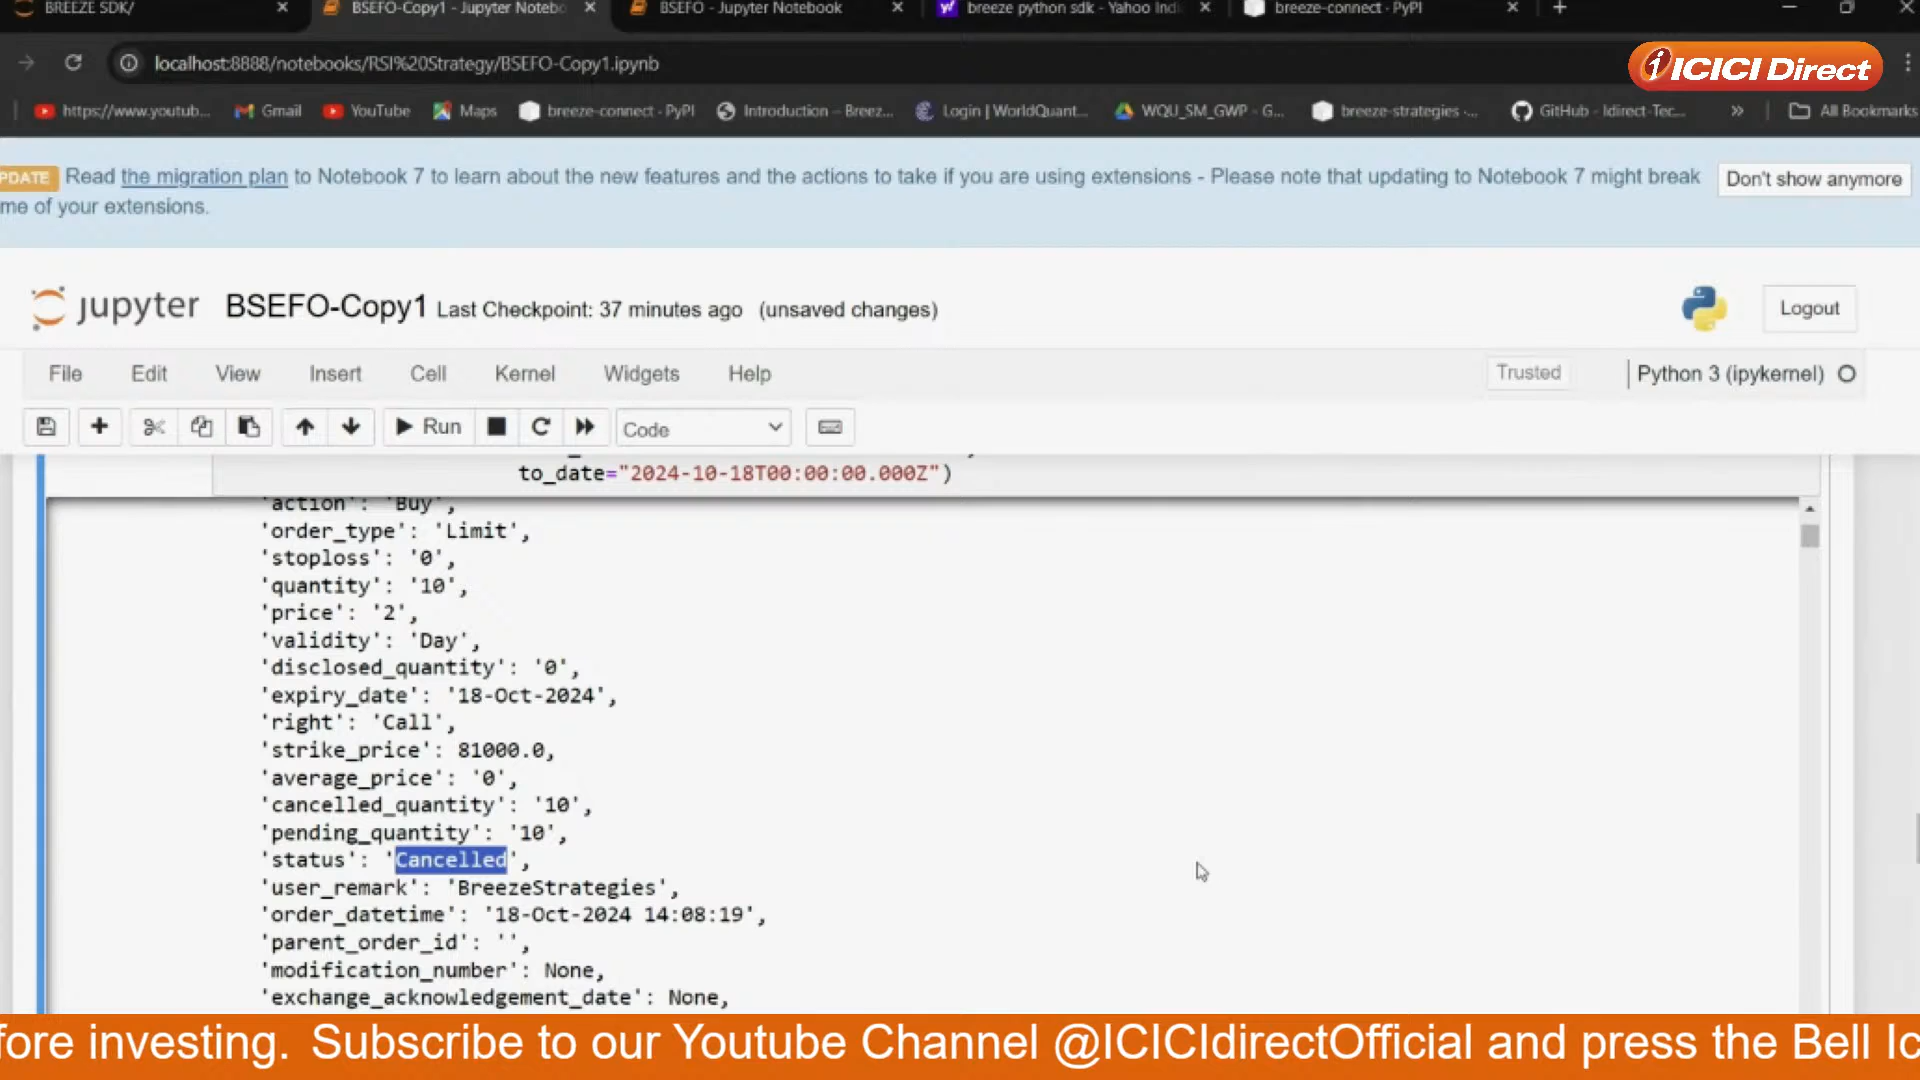 BREEZE SDK/
BSEFO-Copy1 - Jupyter Notebo
BSEFO - Jupyter Notebook
breeze python sdk - Yahoo Indi
breeze-connect · PyPI
localhost:8888/notebooks/RSI%20Strategy/BSEFO-Copy1.ipynb
ICICI Direct
https://www.youtub...
Gmail
YouTube
Maps
breeze-connect · PyPI
Introduction – Breez...
Login | WorldQuant...
WQU_SM_GWP - G...
breeze-strategies ·...
GitHub - Idirect-Tec...
All Bookmarks
PDATE Read the migration plan to Notebook 7 to learn about the new features and the actions to take if you are using extensions - Please note that updating to Notebook 7 might break
me of your extensions.
Don't show anymore
jupyter BSEFO-Copy1 Last Checkpoint: 37 minutes ago (unsaved changes)
Logout
File Edit View Insert Cell Kernel Widgets Help
Trusted
Python 3 (ipykernel)
Run
Code
to_date="2024-10-18T00:00:00.000Z")
'action': 'Buy',
'order_type': 'Limit',
'stoploss': '0',
'quantity': '10',
'price': '2',
'validity': 'Day',
'disclosed_quantity': '0',
'expiry_date': '18-Oct-2024',
'right': 'Call',
'strike_price': 81000.0,
'average_price': '0',
'cancelled_quantity': '10',
'pending_quantity': '10',
'status': 'Cancelled',
'user_remark': 'BreezeStrategies',
'order_datetime': '18-Oct-2024 14:08:19',
'parent_order_id': '',
'modification_number': None,
'exchange_acknowledgement_date': None,
fore investing. Subscribe to our Youtube Channel @ICICIdirectOfficial and press the Bell Ic